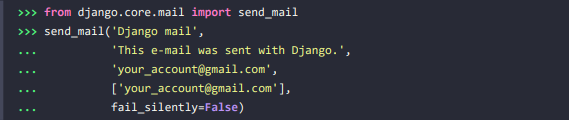 >>> from django.core.mail import send_mail
>>> send_mail('Django mail',
...           'This e-mail was sent with Django.',
...           'your_account@gmail.com',
...           ['your_account@gmail.com'],
...           fail_silently=False)